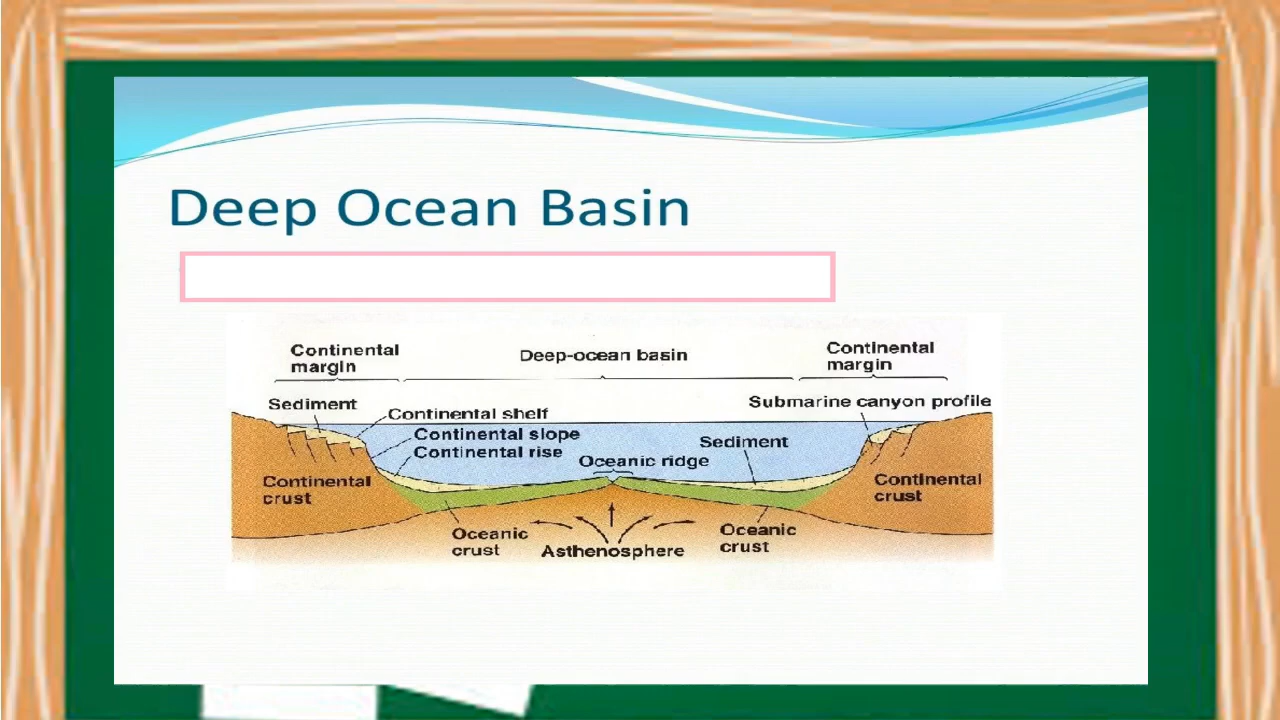 Deep Ocean Basin
Continental
margin
Deep-ocean basin
Continental
margin
Sediment
Continental shelf
Submarine canyon profile
Continental slope
Continental rise
Sediment
Oceanic ridge
Continental
crust
Continental
crust
Oceanic
crust
Asthenosphere
Oceanic
crust